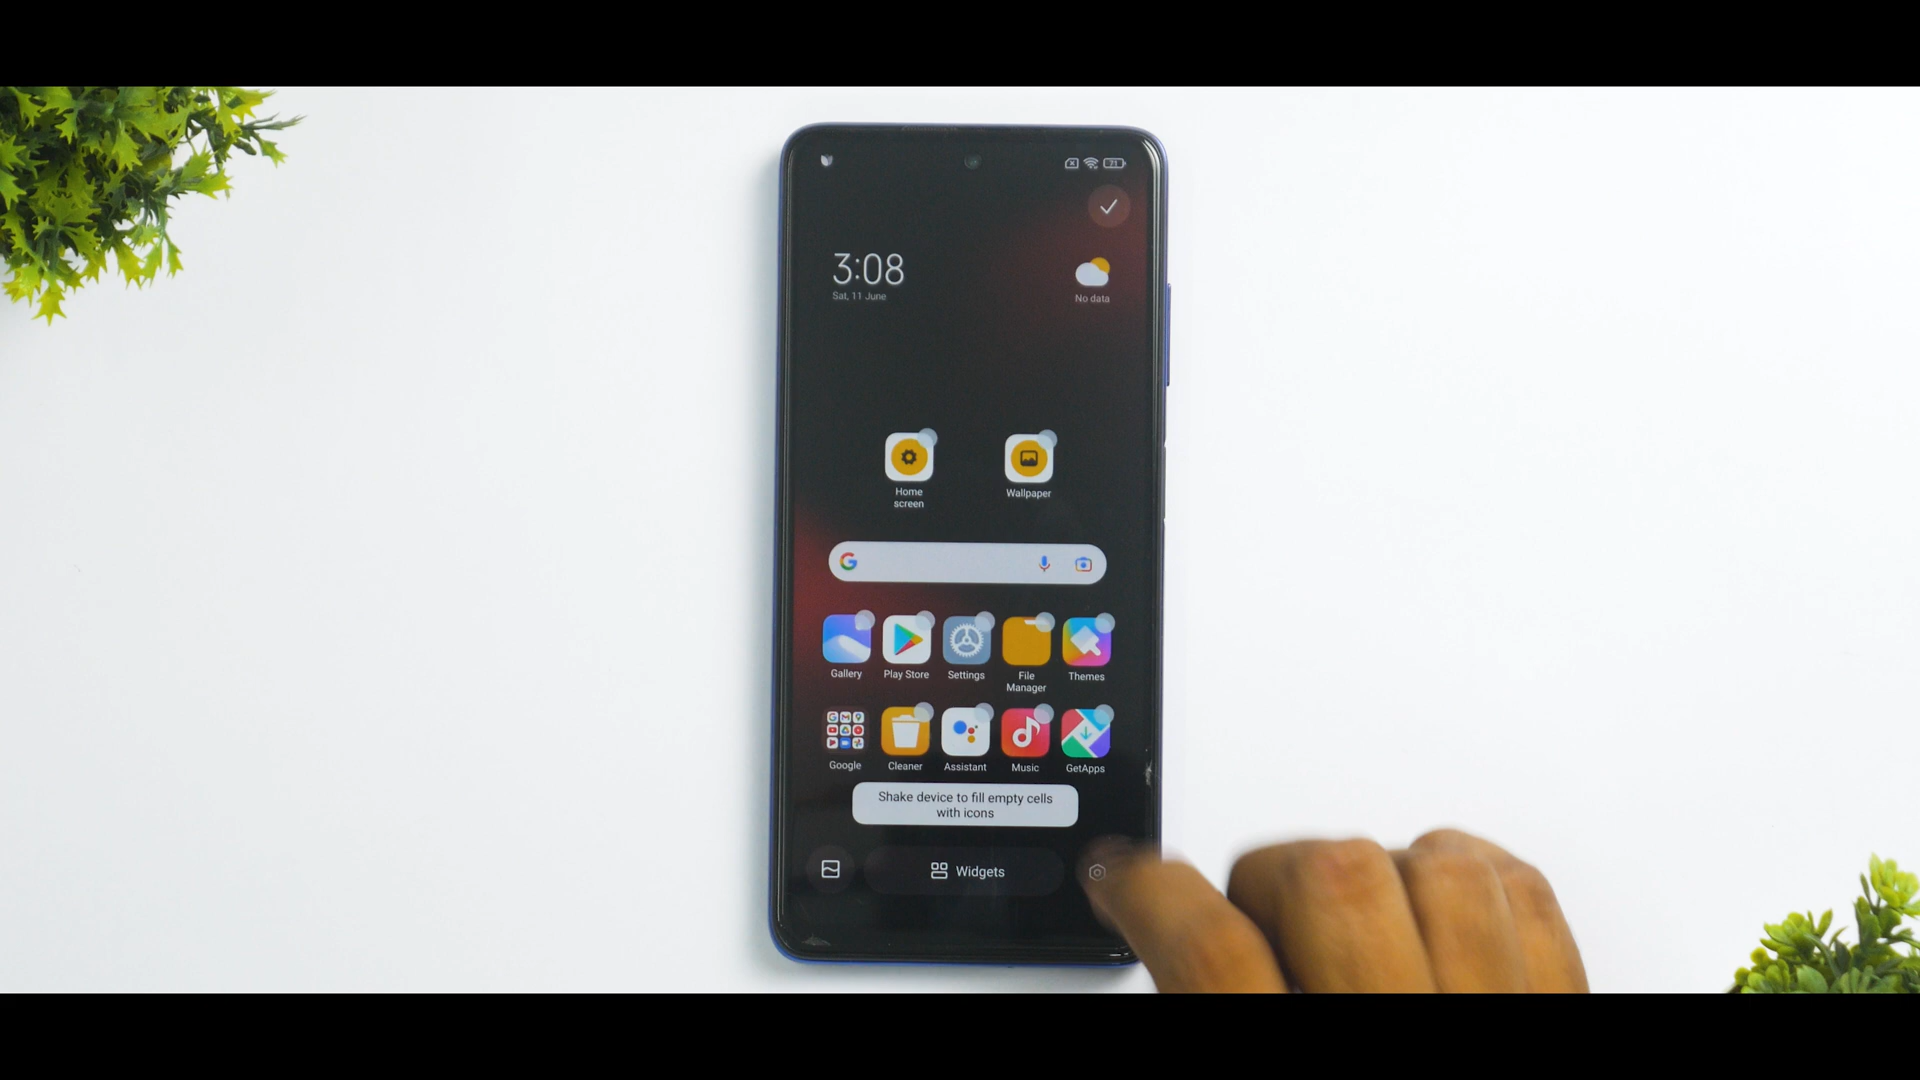 71
3:08
Sat, 11 June
No data
Home
screen
Wallpaper
Gallery
Play Store
Settings
File
Manager
Themes
Google
Cleaner
Assistant
Music
GetApps
Shake device to fill empty cells
with icons
Widgets